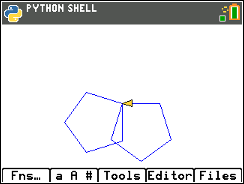 PYTHON SHELL
Fns… a A # Tools Editor Files